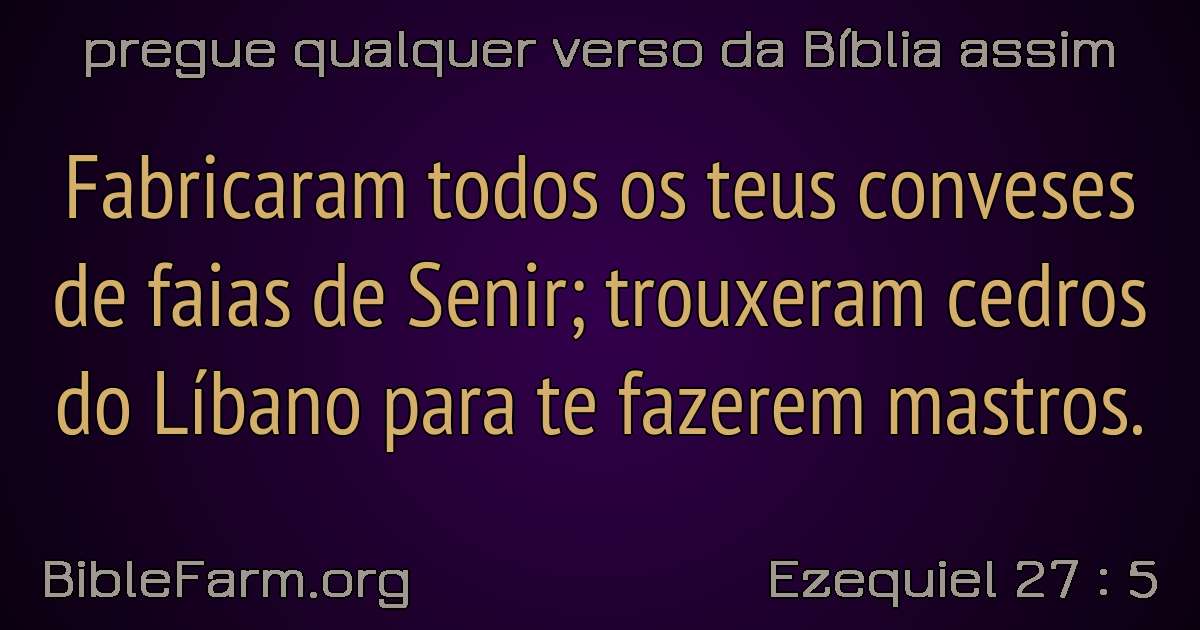 pregue qualquer verso da Bíblia assim
Fabricaram todos os teus conveses
de faias de Senir; trouxeram cedros
do Líbano para te fazerem mastros.
BibleFarm.org
Ezequiel 27 : 5